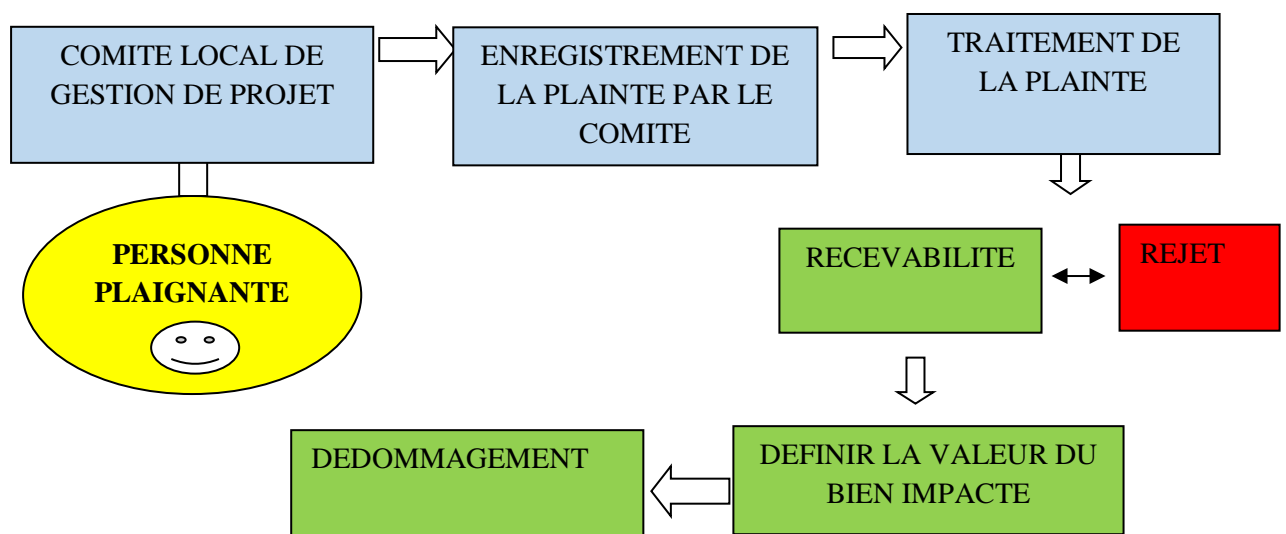 COMITE LOCAL DE
GESTION DE PROJET
ENREGISTREMENT DE
LA PLAINTE PAR LE
COMITE
TRAITEMENT DE
LA PLAINTE
PERSONNE
PLAIGNANTE
RECEVABILITE
REJET
DEDOMMAGEMENT
DEFINIR LA VALEUR DU
BIEN IMPACTE